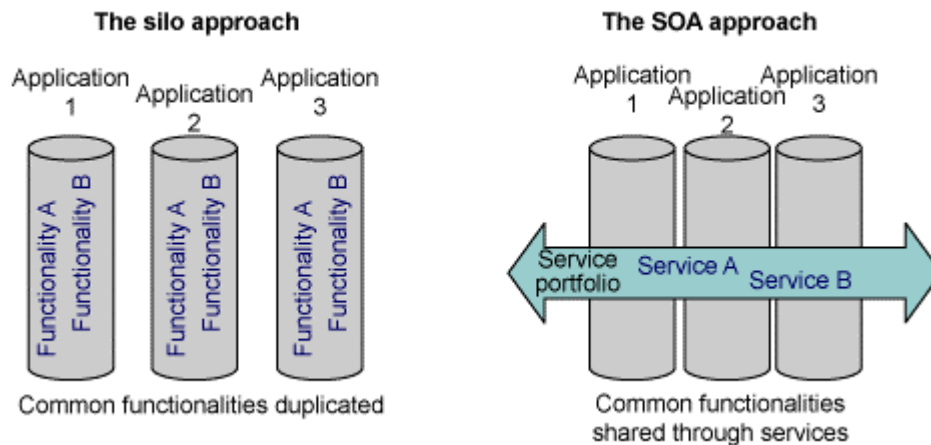 The silo approach
Application
1
Application
2
Application
3
Functionality A
Functionality B
Functionality A
Functionality B
Functionality A
Functionality B
Common functionalities duplicated
The SOA approach
Application
1
Application
2
Application
3
Service
portfolio
Service A
Service B
Common functionalities
shared through services